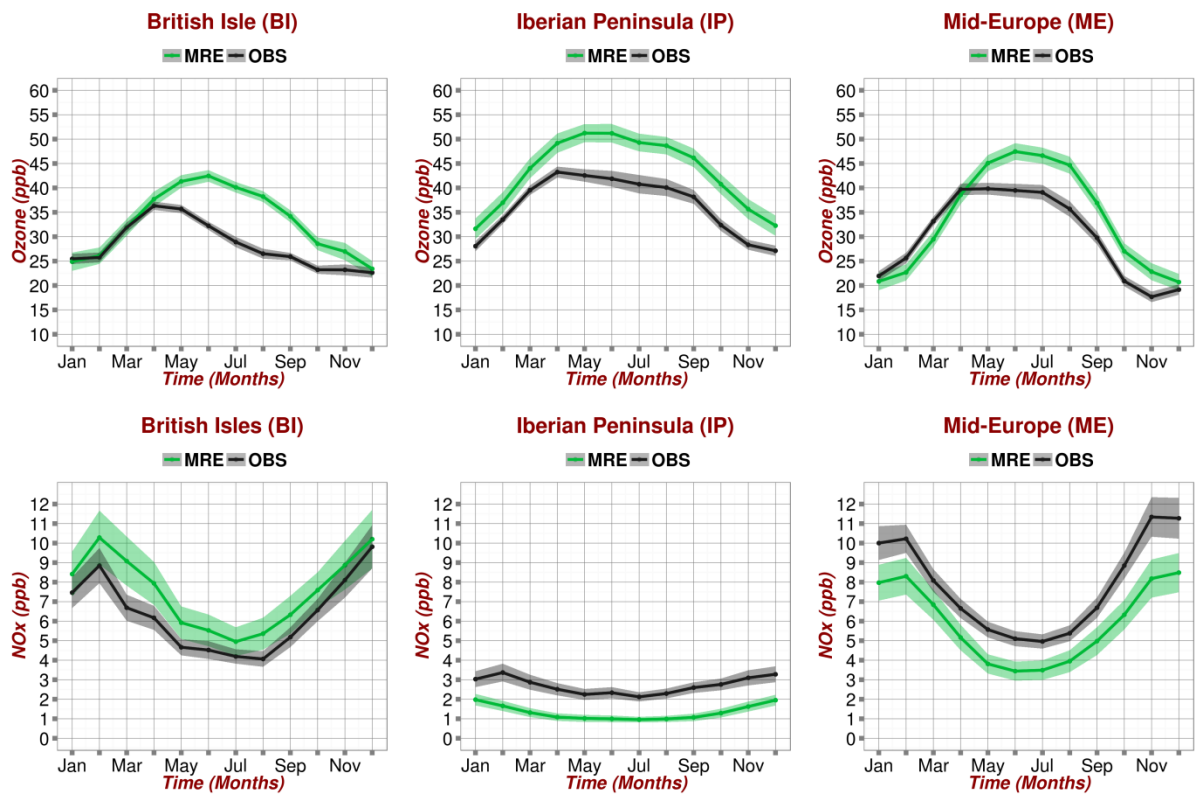 British Isle (BI)
MRE OBS
60
55
50
45
40
35
30
25
20
15
10
Ozone (ppb)
Jan Mar May Jul Sep Nov
Time (Months)
Iberian Peninsula (IP)
MRE OBS
60
55
50
45
40
35
30
25
20
15
10
Ozone (ppb)
Jan Mar May Jul Sep Nov
Time (Months)
Mid-Europe (ME)
MRE OBS
60
55
50
45
40
35
30
25
20
15
10
Ozone (ppb)
Jan Mar May Jul Sep Nov
Time (Months)
British Isles (BI)
MRE OBS
12
11
10
9
8
7
6
5
4
3
2
1
0
NOx (ppb)
Jan Mar May Jul Sep Nov
Time (Months)
Iberian Peninsula (IP)
MRE OBS
12
11
10
9
8
7
6
5
4
3
2
1
0
NOx (ppb)
Jan Mar May Jul Sep Nov
Time (Months)
Mid-Europe (ME)
MRE OBS
12
11
10
9
8
7
6
5
4
3
2
1
0
NOx (ppb)
Jan Mar May Jul Sep Nov
Time (Months)